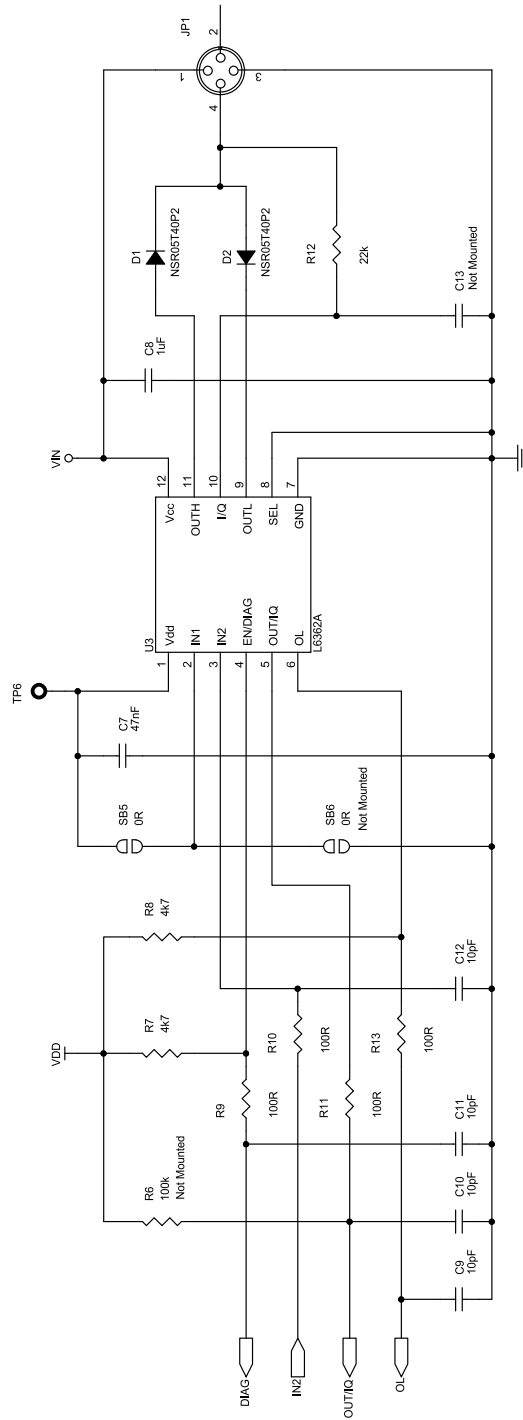 VDD
R6
100k
Not Mounted
R7
4k7
R8
4k7
SB5
0R
C7
47nF
TP6
SB6
0R
Not Mounted
U3
1
2
3
4
5
6
Vdd
IN1
IN2
EN/DIAG
OUT/IQ
OL
L6362A
Vcc
OUTH
I/Q
OUTL
SEL
GND
12
11
10
9
8
7
VIN
C8
1uF
D1
NSR05T40P2
D2
NSR05T40P2
R12
22k
C13
Not Mounted
JP1
1
2
3
4
DIAG
IN2
OUT/IQ
OL
R9
100R
R10
100R
R11
100R
R13
100R
C9
10pF
C10
10pF
C11
10pF
C12
10pF